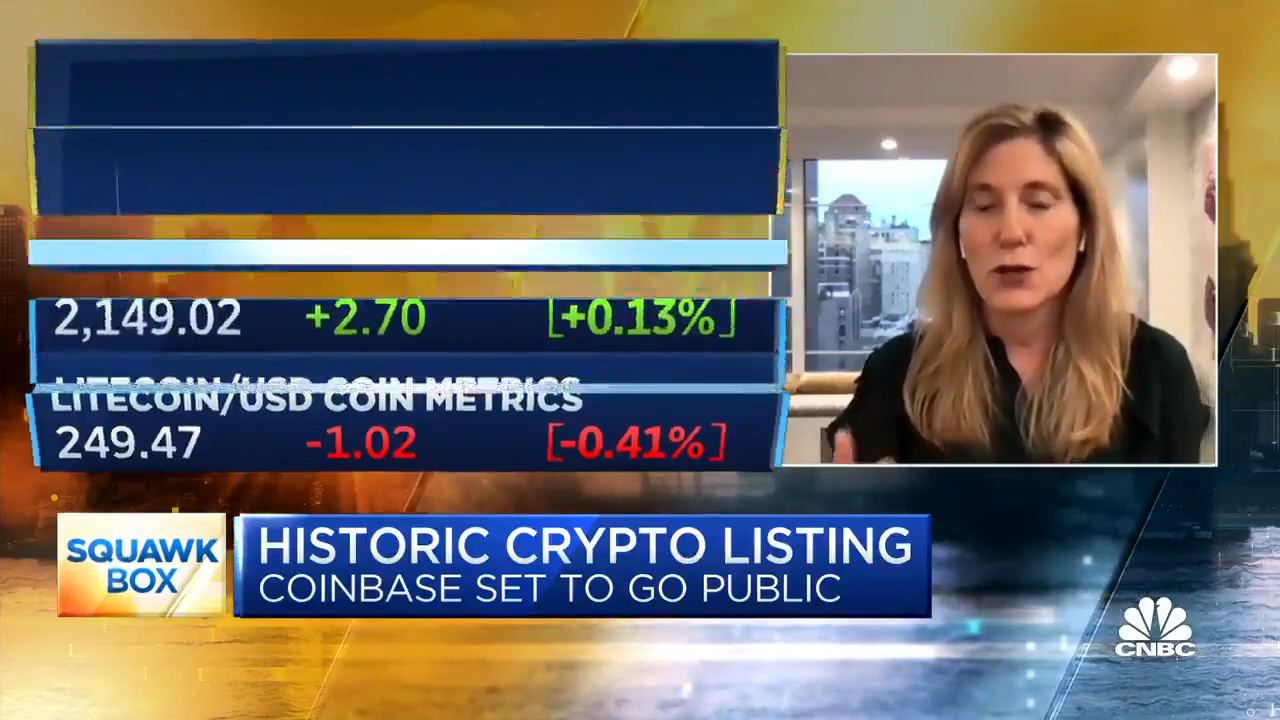 2,149.02 +2.70 [+0.13%]
LITECOIN/USD COIN METRICS
249.47 -1.02 [-0.41%]
SQUAWK
BOX
HISTORIC CRYPTO LISTING
COINBASE SET TO GO PUBLIC
CNBC